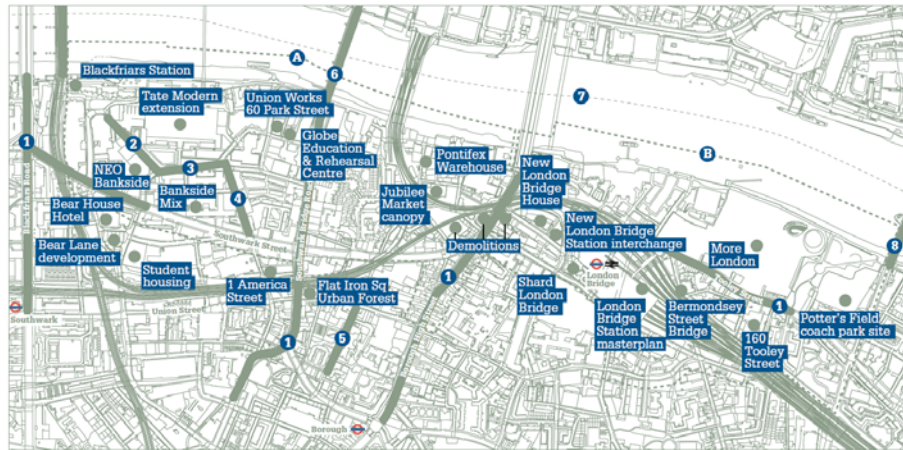 A
6
7
B
8
Blackfriars Station
Tate Modern
extension
Union Works
60 Park Street
1
2
3
4
NEO
Bankside
Globe
Education
& Rehearsal
Centre
Pontifex
Warehouse
New
London
Bridge
House
Bear House
Hotel
Bankside
Mix
Jubilee
Market
canopy
Southwark Street
Bear Lane
development
Student
housing
Demolitions
New
London Bridge
Station interchange
More
London
1 America
Street
Flat Iron Sq
Urban Forest
1
Shard
London
Bridge
London
Bridge
London
Bridge
Station
masterplan
Bermondsey
Street
Bridge
1
Potter's Field
coach park site
160
Tooley
Street
Southwark
Union Street
1
5
Borough